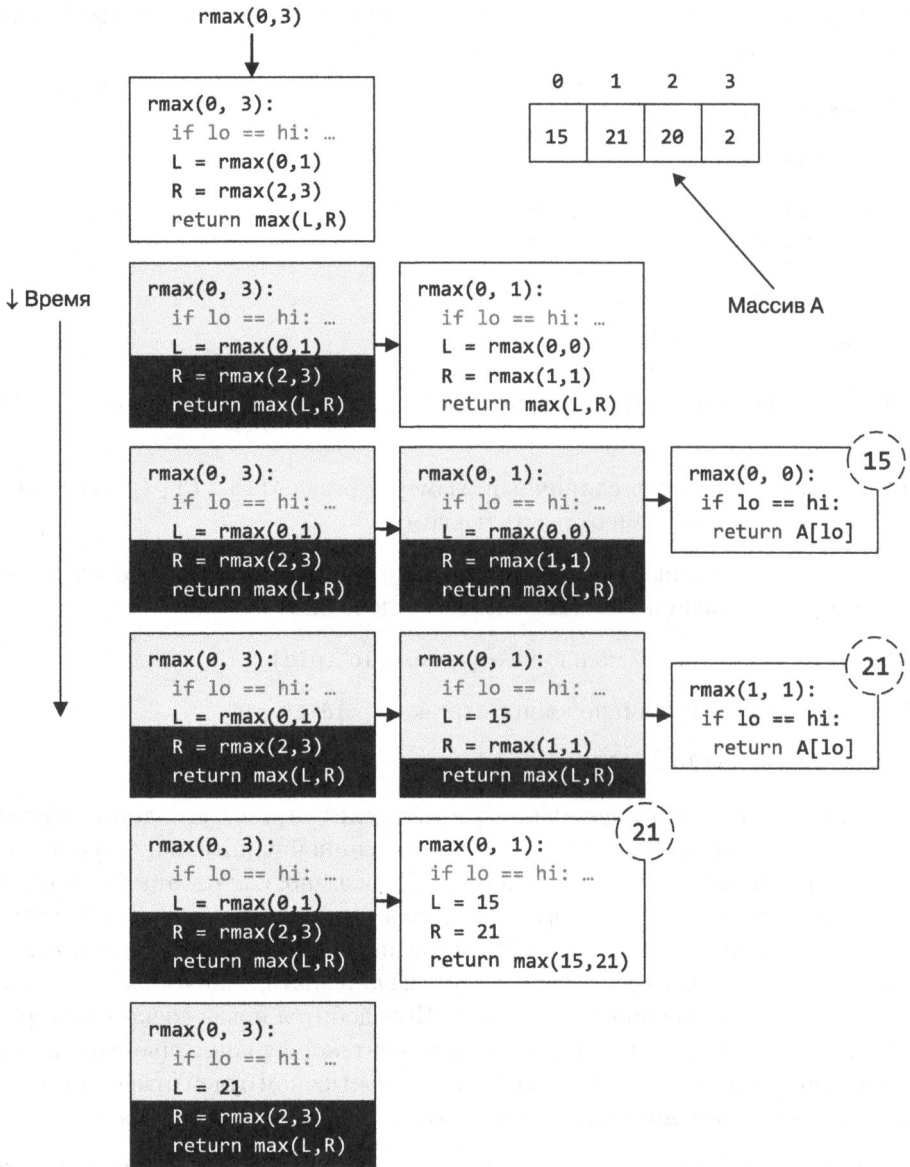 rmax(0,3)
rmax(0, 3):
if lo == hi: …
L = rmax(0,1)
R = rmax(2,3)
return max(L,R)
0 1 2 3
15 21 20 2
Массив A
↓ Время
rmax(0, 3):
if lo == hi: …
L = rmax(0,1)
R = rmax(2,3)
return max(L,R)
rmax(0, 1):
if lo == hi: …
L = rmax(0,0)
R = rmax(1,1)
return max(L,R)
rmax(0, 3):
if lo == hi: …
L = rmax(0,1)
R = rmax(2,3)
return max(L,R)
rmax(0, 1):
if lo == hi: …
L = rmax(0,0)
R = rmax(1,1)
return max(L,R)
15
rmax(0, 0):
if lo == hi:
return A[lo]
rmax(0, 3):
if lo == hi: …
L = rmax(0,1)
R = rmax(2,3)
return max(L,R)
rmax(0, 1):
if lo == hi: …
L = 15
R = rmax(1,1)
return max(L,R)
21
rmax(1, 1):
if lo == hi:
return A[lo]
rmax(0, 3):
if lo == hi: …
L = rmax(0,1)
R = rmax(2,3)
return max(L,R)
21
rmax(0, 1):
if lo == hi: …
L = 15
R = 21
return max(15,21)
rmax(0, 3):
if lo == hi: …
L = 21
R = rmax(2,3)
return max(L,R)